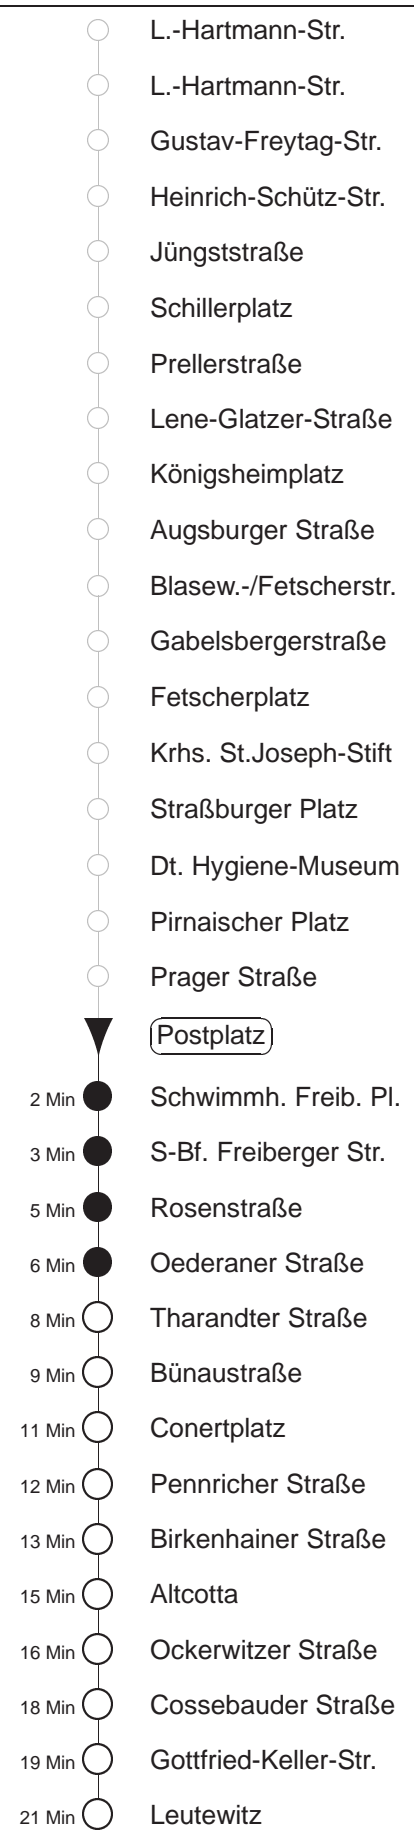 L.-Hartmann-Str.
L.-Hartmann-Str.
Gustav-Freytag-Str.
Heinrich-Schütz-Str.
Jüngststraße
Schillerplatz
Prellerstraße
Lene-Glatzer-Straße
Königsheimplatz
Augsburger Straße
Blasew.-/Fetscherstr.
Gabelsbergerstraße
Fetscherplatz
Krhs. St.Joseph-Stift
Straßburger Platz
Dt. Hygiene-Museum
Pirnaischer Platz
Prager Straße
Postplatz
2 Min Schwimmh. Freib. Pl.
3 Min S-Bf. Freiberger Str.
5 Min Rosenstraße
6 Min Oederaner Straße
8 Min Tharandter Straße
9 Min Bünaustraße
11 Min Conertplatz
12 Min Pennricher Straße
13 Min Birkenhainer Straße
15 Min Altcotta
16 Min Ockerwitzer Straße
18 Min Cossebauder Straße
19 Min Gottfried-Keller-Str.
21 Min Leutewitz